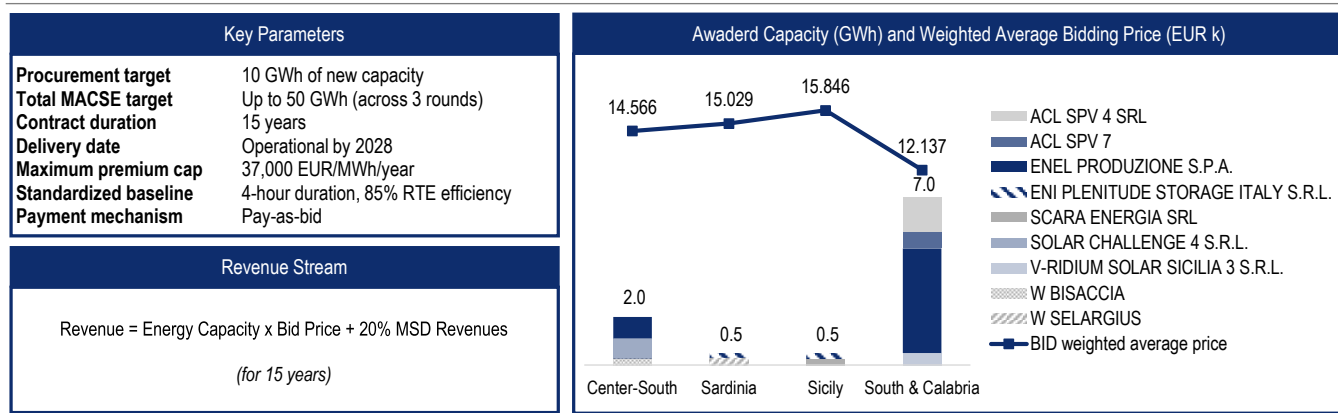 Key Parameters
Procurement target 10 GWh of new capacity
Total MACSE target Up to 50 GWh (across 3 rounds)
Contract duration 15 years
Delivery date Operational by 2028
Maximum premium cap 37,000 EUR/MWh/year
Standardized baseline 4-hour duration, 85% RTE efficiency
Payment mechanism Pay-as-bid
Revenue Stream
Revenue = Energy Capacity x Bid Price + 20% MSD Revenues
(for 15 years)
Awaderd Capacity (GWh) and Weighted Average Bidding Price (EUR k)
14.566
15.029
15.846
12.137
7.0
2.0
0.5
0.5
Center-South
Sardinia
Sicily
South & Calabria
ACL SPV 4 SRL
ACL SPV 7
ENEL PRODUZIONE S.P.A.
ENI PLENITUDE STORAGE ITALY S.R.L.
SCARA ENERGIA SRL
SOLAR CHALLENGE 4 S.R.L.
V-RIDIUM SOLAR SICILIA 3 S.R.L.
W BISACCIA
W SELARGIUS
BID weighted average price